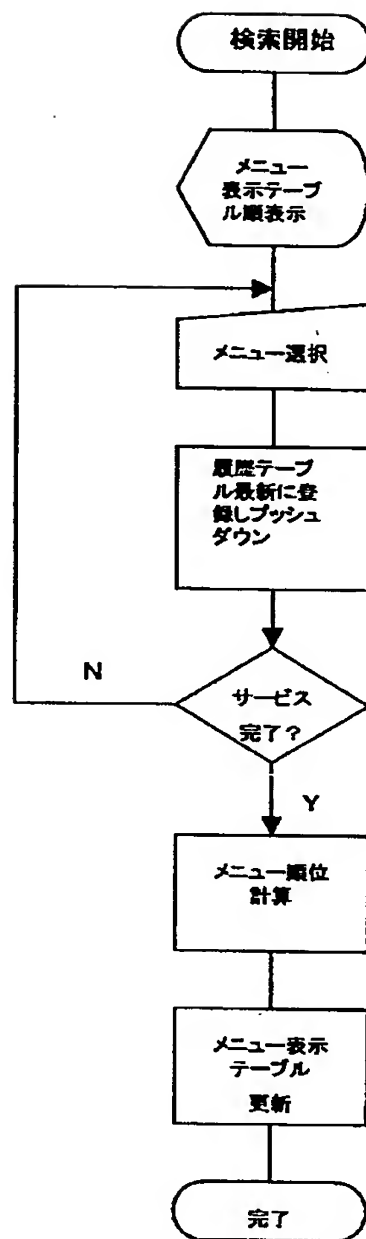 検索開始
メニュー
表示テーブ
ル順表示
メニュー選択
履歴テーブ
ル最新に登
録しプッシュ
ダウン
サービス
完了？
N
Y
メニュー順位
計算
メニュー表示
テーブル
更新
完了